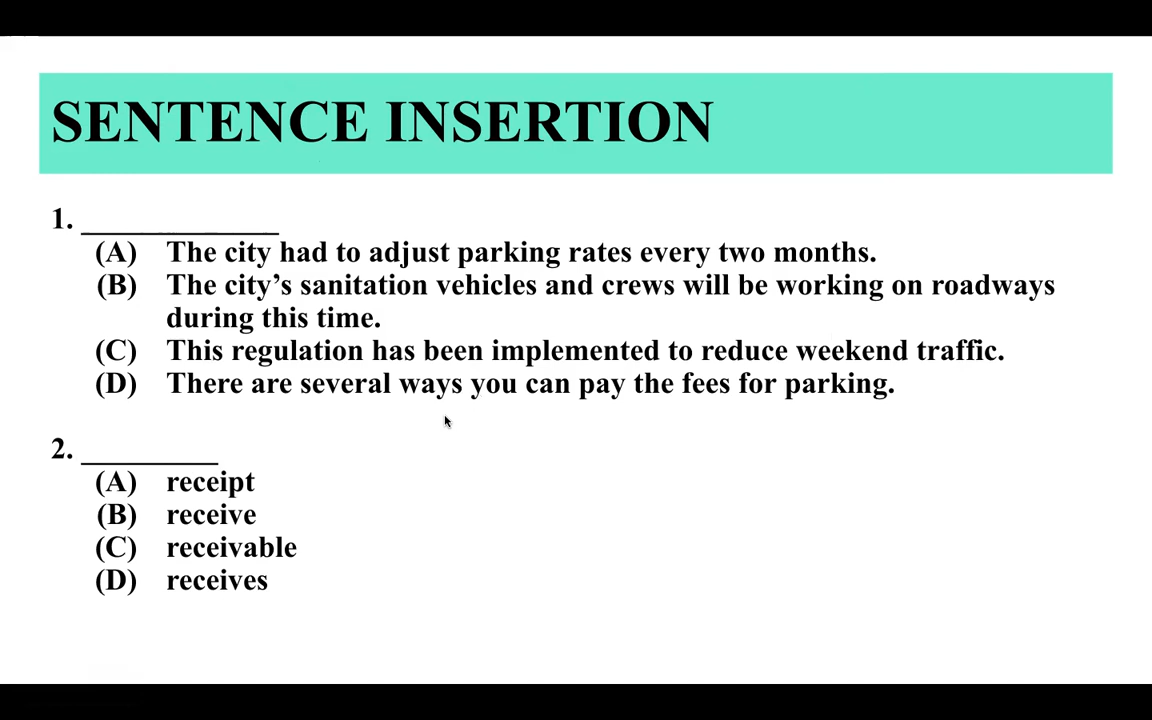 SENTENCE INSERTION
1. _____________
(A) The city had to adjust parking rates every two months.
(B) The city’s sanitation vehicles and crews will be working on roadways
during this time.
(C) This regulation has been implemented to reduce weekend traffic.
(D) There are several ways you can pay the fees for parking.
2. _________
(A) receipt
(B) receive
(C) receivable
(D) receives